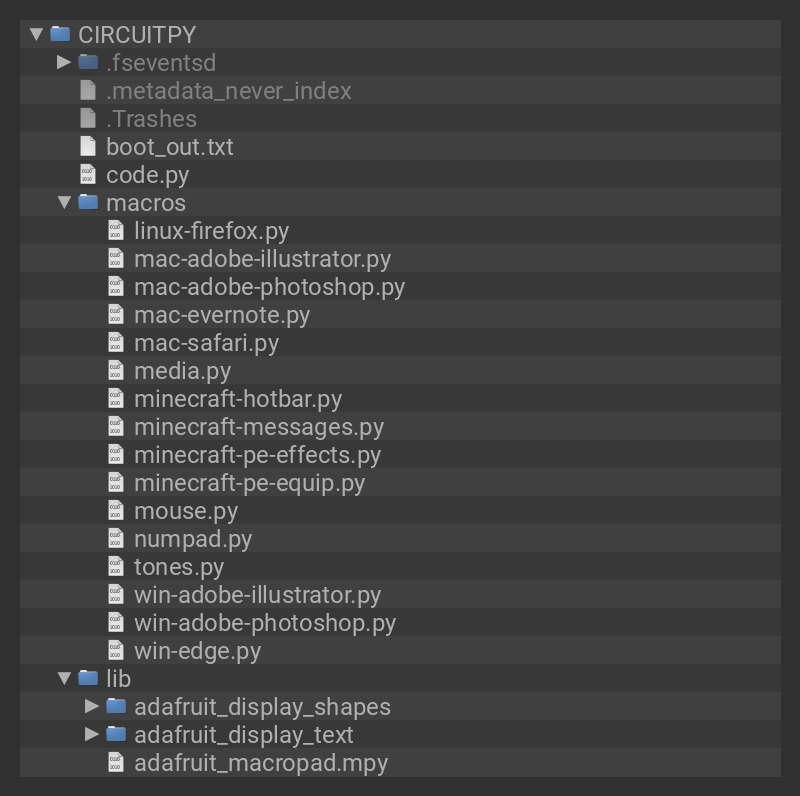 CIRCUITPY
.fseventsd
.metadata_never_index
.Trashes
boot_out.txt
code.py
macros
linux-firefox.py
mac-adobe-illustrator.py
mac-adobe-photoshop.py
mac-evernote.py
mac-safari.py
media.py
minecraft-hotbar.py
minecraft-messages.py
minecraft-pe-effects.py
minecraft-pe-equip.py
mouse.py
numpad.py
tones.py
win-adobe-illustrator.py
win-adobe-photoshop.py
win-edge.py
lib
adafruit_display_shapes
adafruit_display_text
adafruit_macropad.mpy